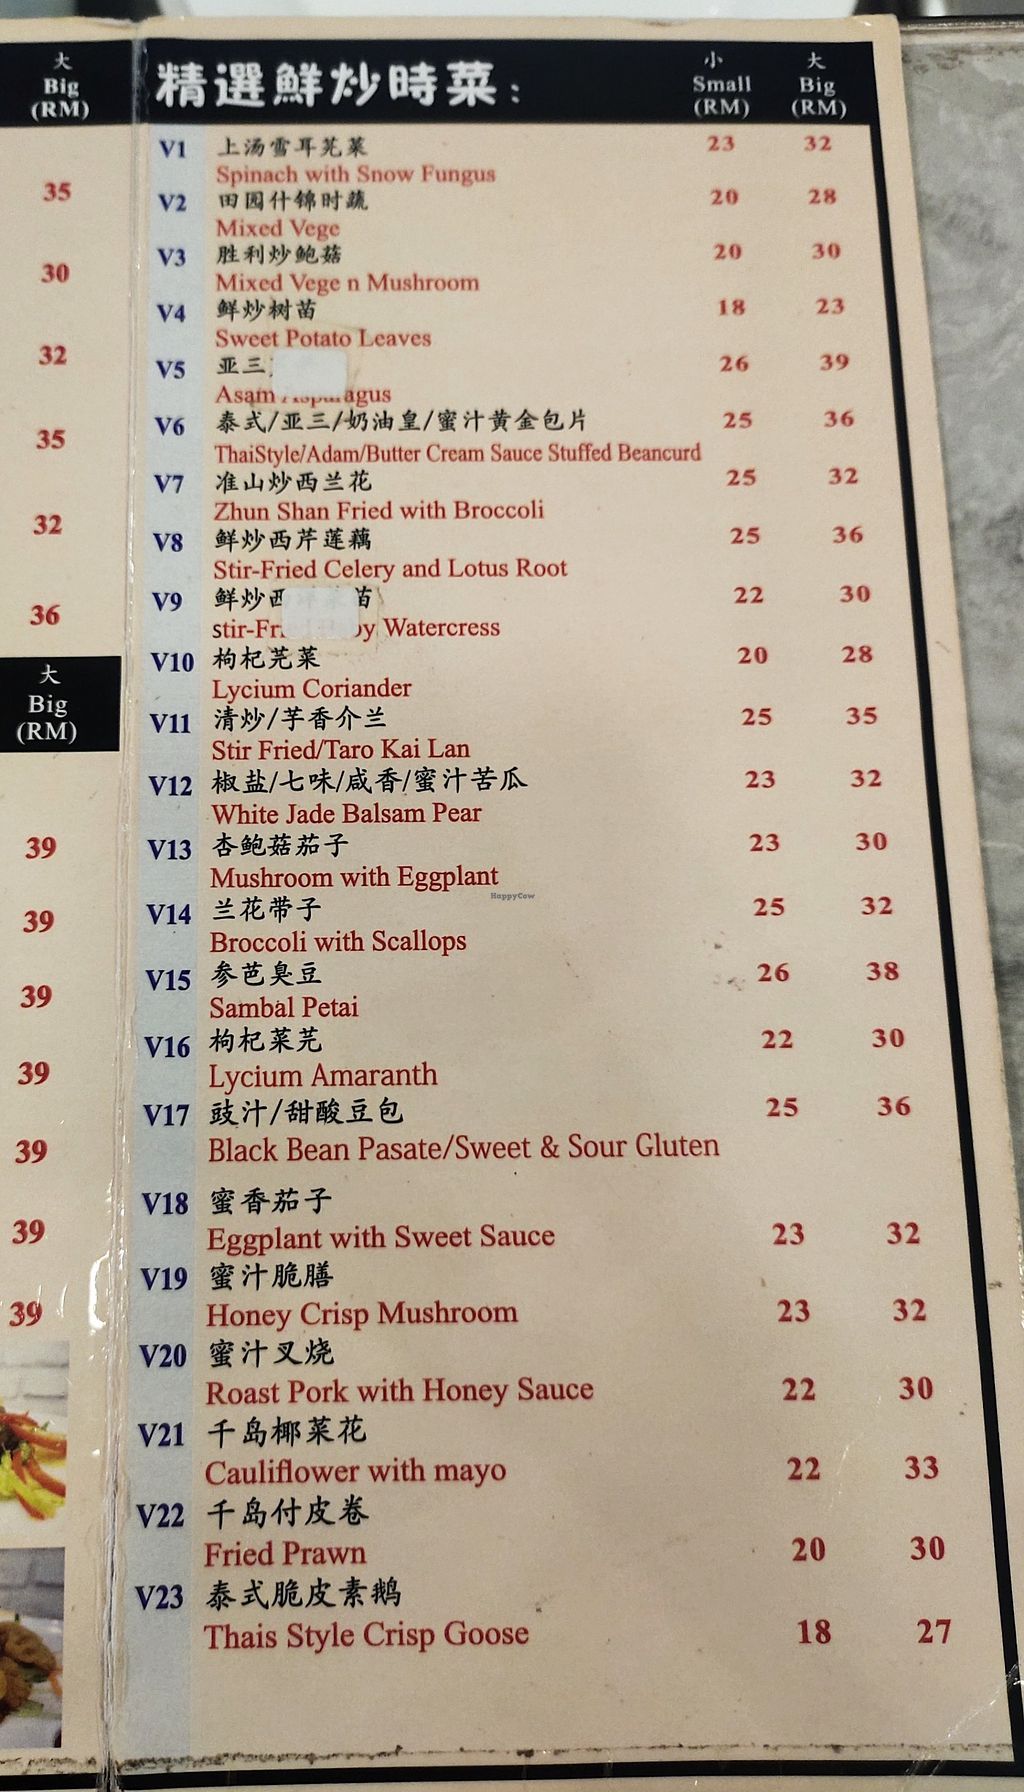 大
Big
(RM)
35
30
32
35
32
36
大
Big
(RM)
39
39
39
39
39
39
39
精選鮮炒時菜:
小 大
Small Big
(RM) (RM)
V1 上汤雪耳苋菜 23 32
Spinach with Snow Fungus
V2 田园什锦时蔬 20 28
Mixed Vege
V3 胜利炒鲍菇 20 30
Mixed Vege n Mushroom
V4 鲜炒树苗 18 23
Sweet Potato Leaves
V5 亚三 26 39
Asam Asparagus
V6 泰式/亚三/奶油皇/蜜汁黄金包片 25 36
ThaiStyle/Adam/Butter Cream Sauce Stuffed Beancurd
V7 准山炒西兰花 25 32
Zhun Shan Fried with Broccoli
V8 鲜炒西芹莲藕 25 36
Stir-Fried Celery and Lotus Root
V9 鲜炒西洋菜苗 22 30
stir-Fr by Watercress
V10 枸杞芫菜 20 28
Lycium Coriander
V11 清炒/芋香介兰 25 35
Stir Fried/Taro Kai Lan
V12 椒盐/七味/咸香/蜜汁苦瓜 23 32
White Jade Balsam Pear
V13 杏鲍菇茄子 23 30
Mushroom with Eggplant
V14 兰花带子 25 32
Broccoli with Scallops
V15 参芭臭豆 26 38
Sambal Petai
V16 枸杞菜芫 22 30
Lycium Amaranth
V17 豉汁/甜酸豆包 25 36
Black Bean Pasate/Sweet & Sour Gluten
V18 蜜香茄子
Eggplant with Sweet Sauce 23 32
V19 蜜汁脆膳
Honey Crisp Mushroom 23 32
V20 蜜汁叉烧
Roast Pork with Honey Sauce 22 30
V21 千岛椰菜花
Cauliflower with mayo 22 33
V22 千岛付皮卷
Fried Prawn 20 30
V23 泰式脆皮素鹅
Thais Style Crisp Goose 18 27
HappyCow